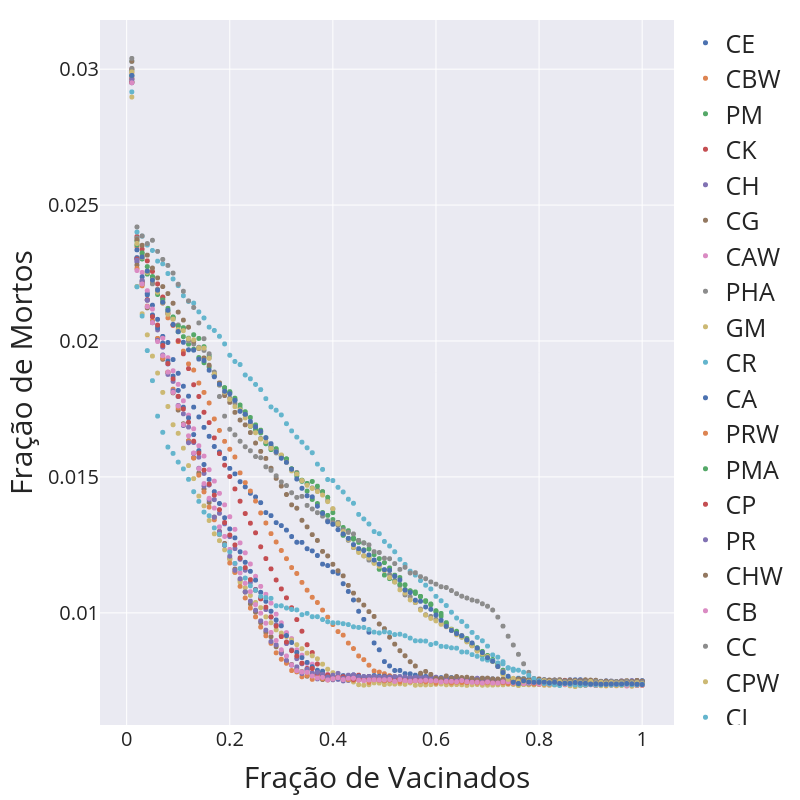 Fração de Mortos
0.03
0.025
0.02
0.015
0.01
0
0.2
0.4
0.6
0.8
1
Fração de Vacinados
CE
CBW
PM
CK
CH
CG
CAW
PHA
GM
CR
CA
PRW
PMA
CP
PR
CHW
CB
CC
CPW